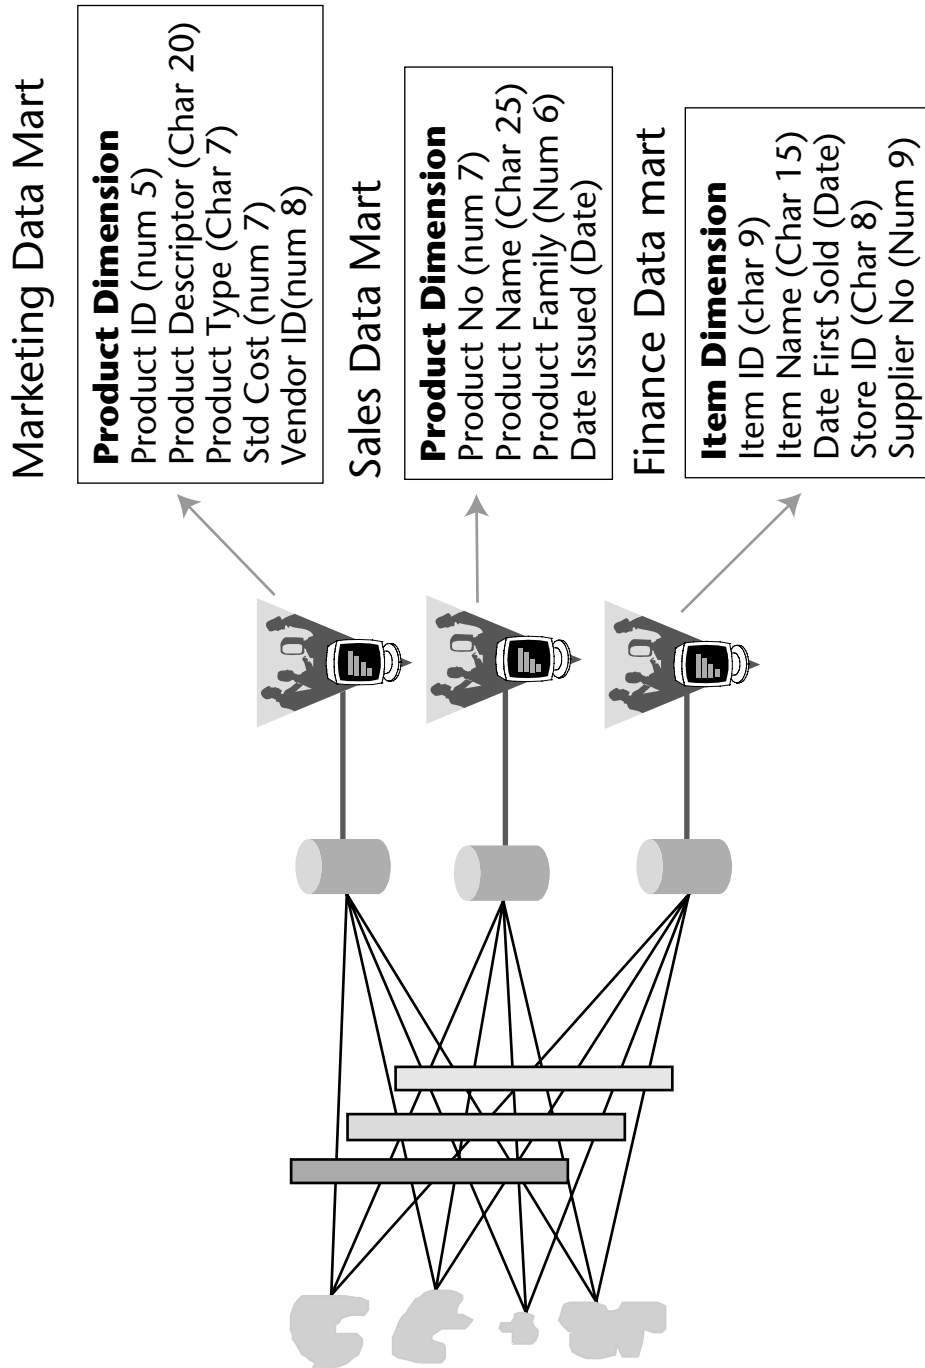 Marketing Data Mart
Product Dimension
Product ID (num 5)
Product Descriptor (Char 20)
Product Type (Char 7)
Std Cost (num 7)
Vendor ID(num 8)
Sales Data Mart
Product Dimension
Product No (num 7)
Product Name (Char 25)
Product Family (Num 6)
Date Issued (Date)
Finance Data mart
Item Dimension
Item ID (char 9)
Item Name (Char 15)
Date First Sold (Date)
Store ID (Char 8)
Supplier No (Num 9)